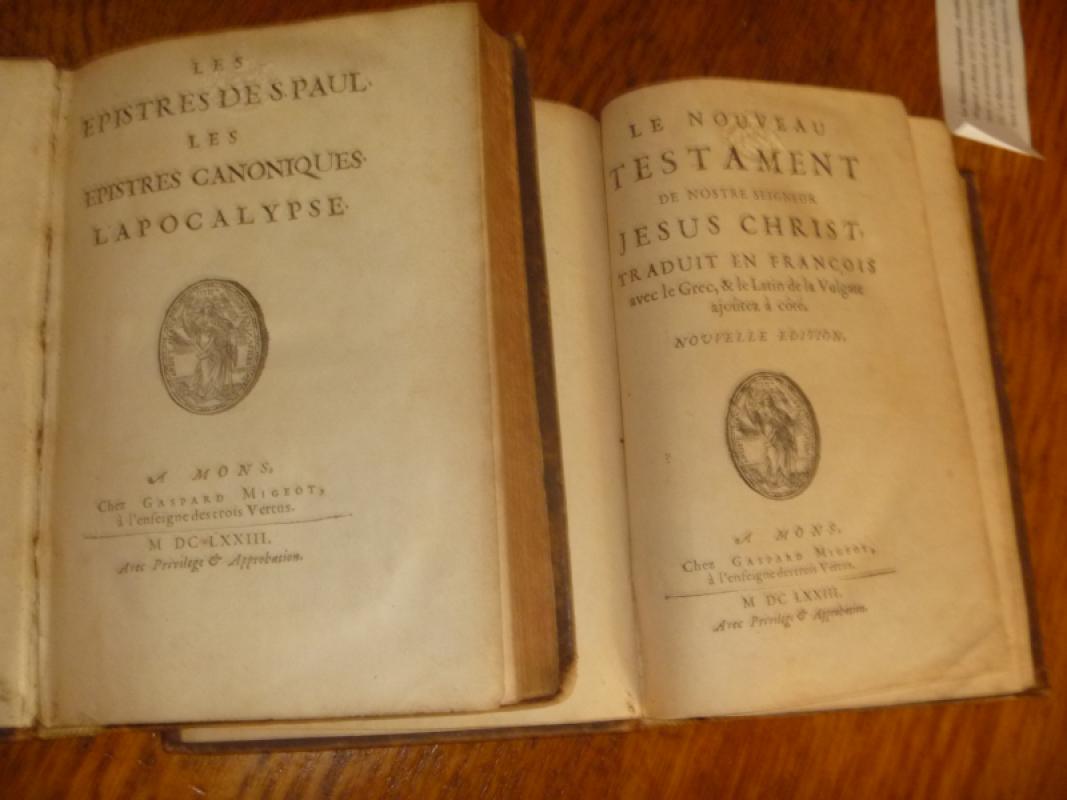 LES
EPISTRES DE S. PAUL.
LES
EPISTRES CANONIQUES.
L'APOCALYPSE.
A MONS,
Chez GASPARD MIGEOT,
à l'enſeigne des trois Vertus.
M DC LXXIII.
Avec Privilege & Approbation.
LE NOUVEAU
TESTAMENT
DE NOSTRE SEIGNEUR
JESUS CHRIST,
TRADUIT EN FRANÇOIS
avec le Grec, & le Latin de la Vulgate
ajoûtez à côté.
NOUVELLE EDITION.
A MONS,
Chez GASPARD MIGEOT,
à l'enſeigne des trois Vertus.
M DC LXXIII.
Avec Privilege & Approbation.